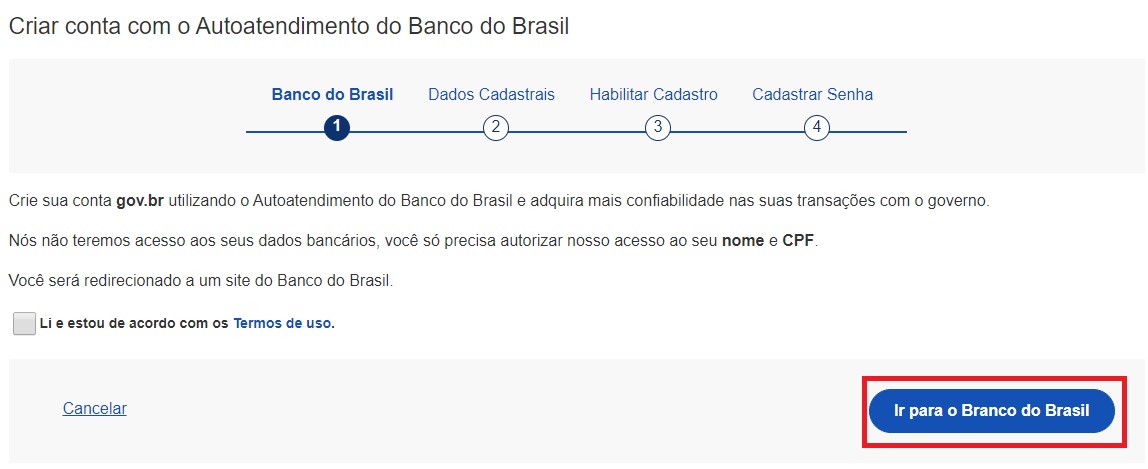 Criar conta com o Autoatendimento do Banco do Brasil
Banco do Brasil Dados Cadastrais Habilitar Cadastro Cadastrar Senha
1 2 3 4
Crie sua conta gov.br utilizando o Autoatendimento do Banco do Brasil e adquira mais confiabilidade nas suas transações com o governo.
Nós não teremos acesso aos seus dados bancários, você só precisa autorizar nosso acesso ao seu nome e CPF.
Você será redirecionado a um site do Banco do Brasil.
Li e estou de acordo com os Termos de uso.
Cancelar
Ir para o Branco do Brasil